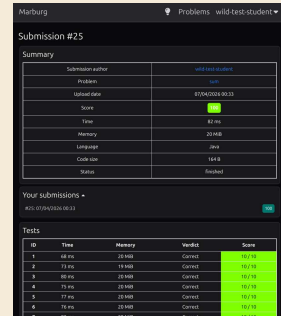 Marburg Problems wild-test-student
Submission #25
Summary
Submission author wild-test-student
Problem sum
Upload date 07/04/2026 00:33
Score 100
Time 82 ms
Memory 20 MiB
Language Java
Code size 164 B
Status finished
Your submissions
#25: 07/04/2026 00:33 100
Tests
ID Time Memory Verdict Score
1 68 ms 20 MiB Correct 10 / 10
2 73 ms 19 MiB Correct 10 / 10
3 80 ms 20 MiB Correct 10 / 10
4 75 ms 20 MiB Correct 10 / 10
5 77 ms 20 MiB Correct 10 / 10
6 76 ms 20 MiB Correct 10 / 10